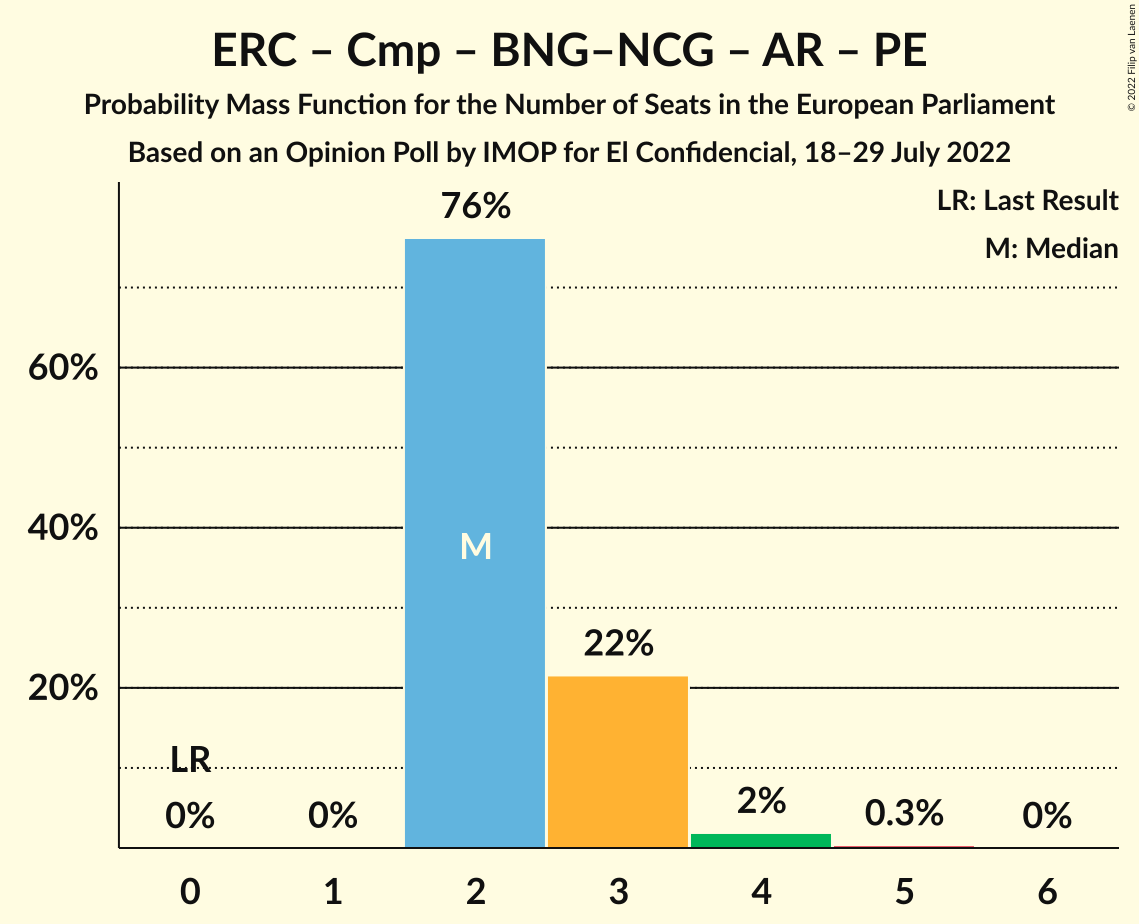 ERC – Cmp – BNG–NCG – AR – PE
Probability Mass Function for the Number of Seats in the European Parliament
Based on an Opinion Poll by IMOP for El Confidencial, 18–29 July 2022
© 2022 Filip van Laenen
LR: Last Result
M: Median
76%
60%
40%
M
22%
20%
LR
0%
0%
2%
0.3%
0%
0
1
2
3
4
5
6